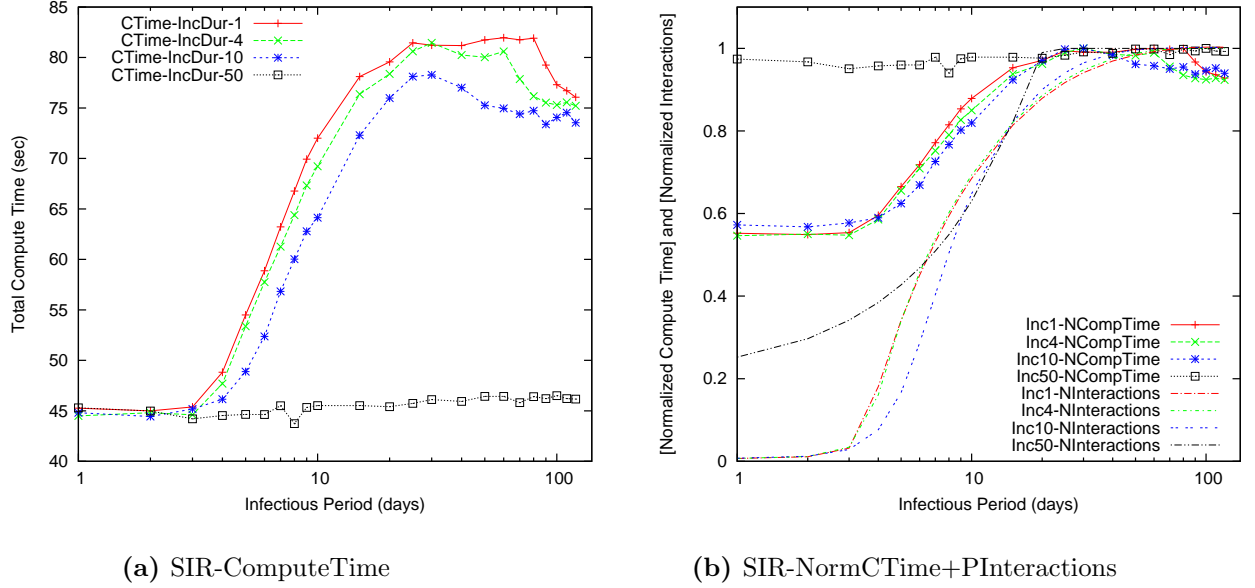 85
80
75
70
65
60
55
50
45
40
1
10
100
Total Compute Time (sec)
Infectious Period (days)
CTime-IncDur-1
CTime-IncDur-4
CTime-IncDur-10
CTime-IncDur-50
(a) SIR-ComputeTime
1
0.8
0.6
0.4
0.2
0
1
10
100
[Normalized Compute Time] and [Normalized Interactions]
Infectious Period (days)
Inc1-NCompTime
Inc4-NCompTime
Inc10-NCompTime
Inc50-NCompTime
Inc1-NInteractions
Inc4-NInteractions
Inc10-NInteractions
Inc50-NInteractions
(b) SIR-NormCTime+PInteractions